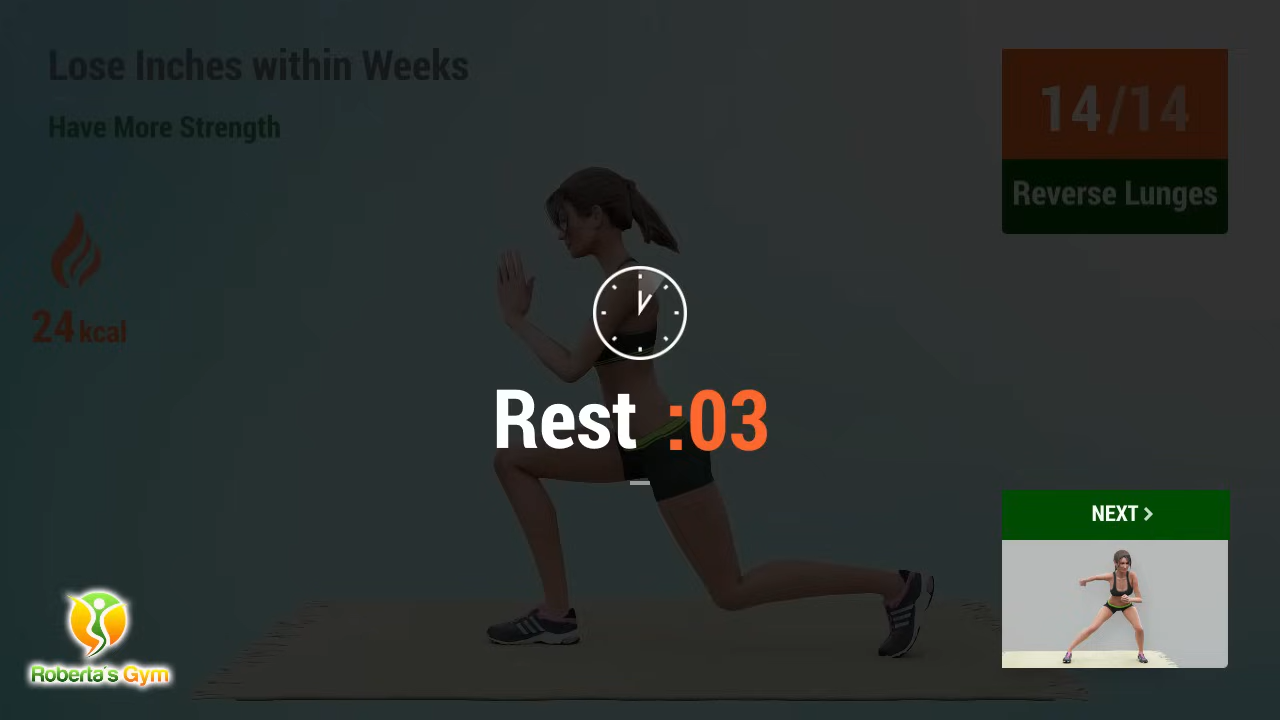 Lose Inches within Weeks
Have More Strength
14/14
Reverse Lunges
24 kcal
Rest :03
NEXT >
Roberta's Gym